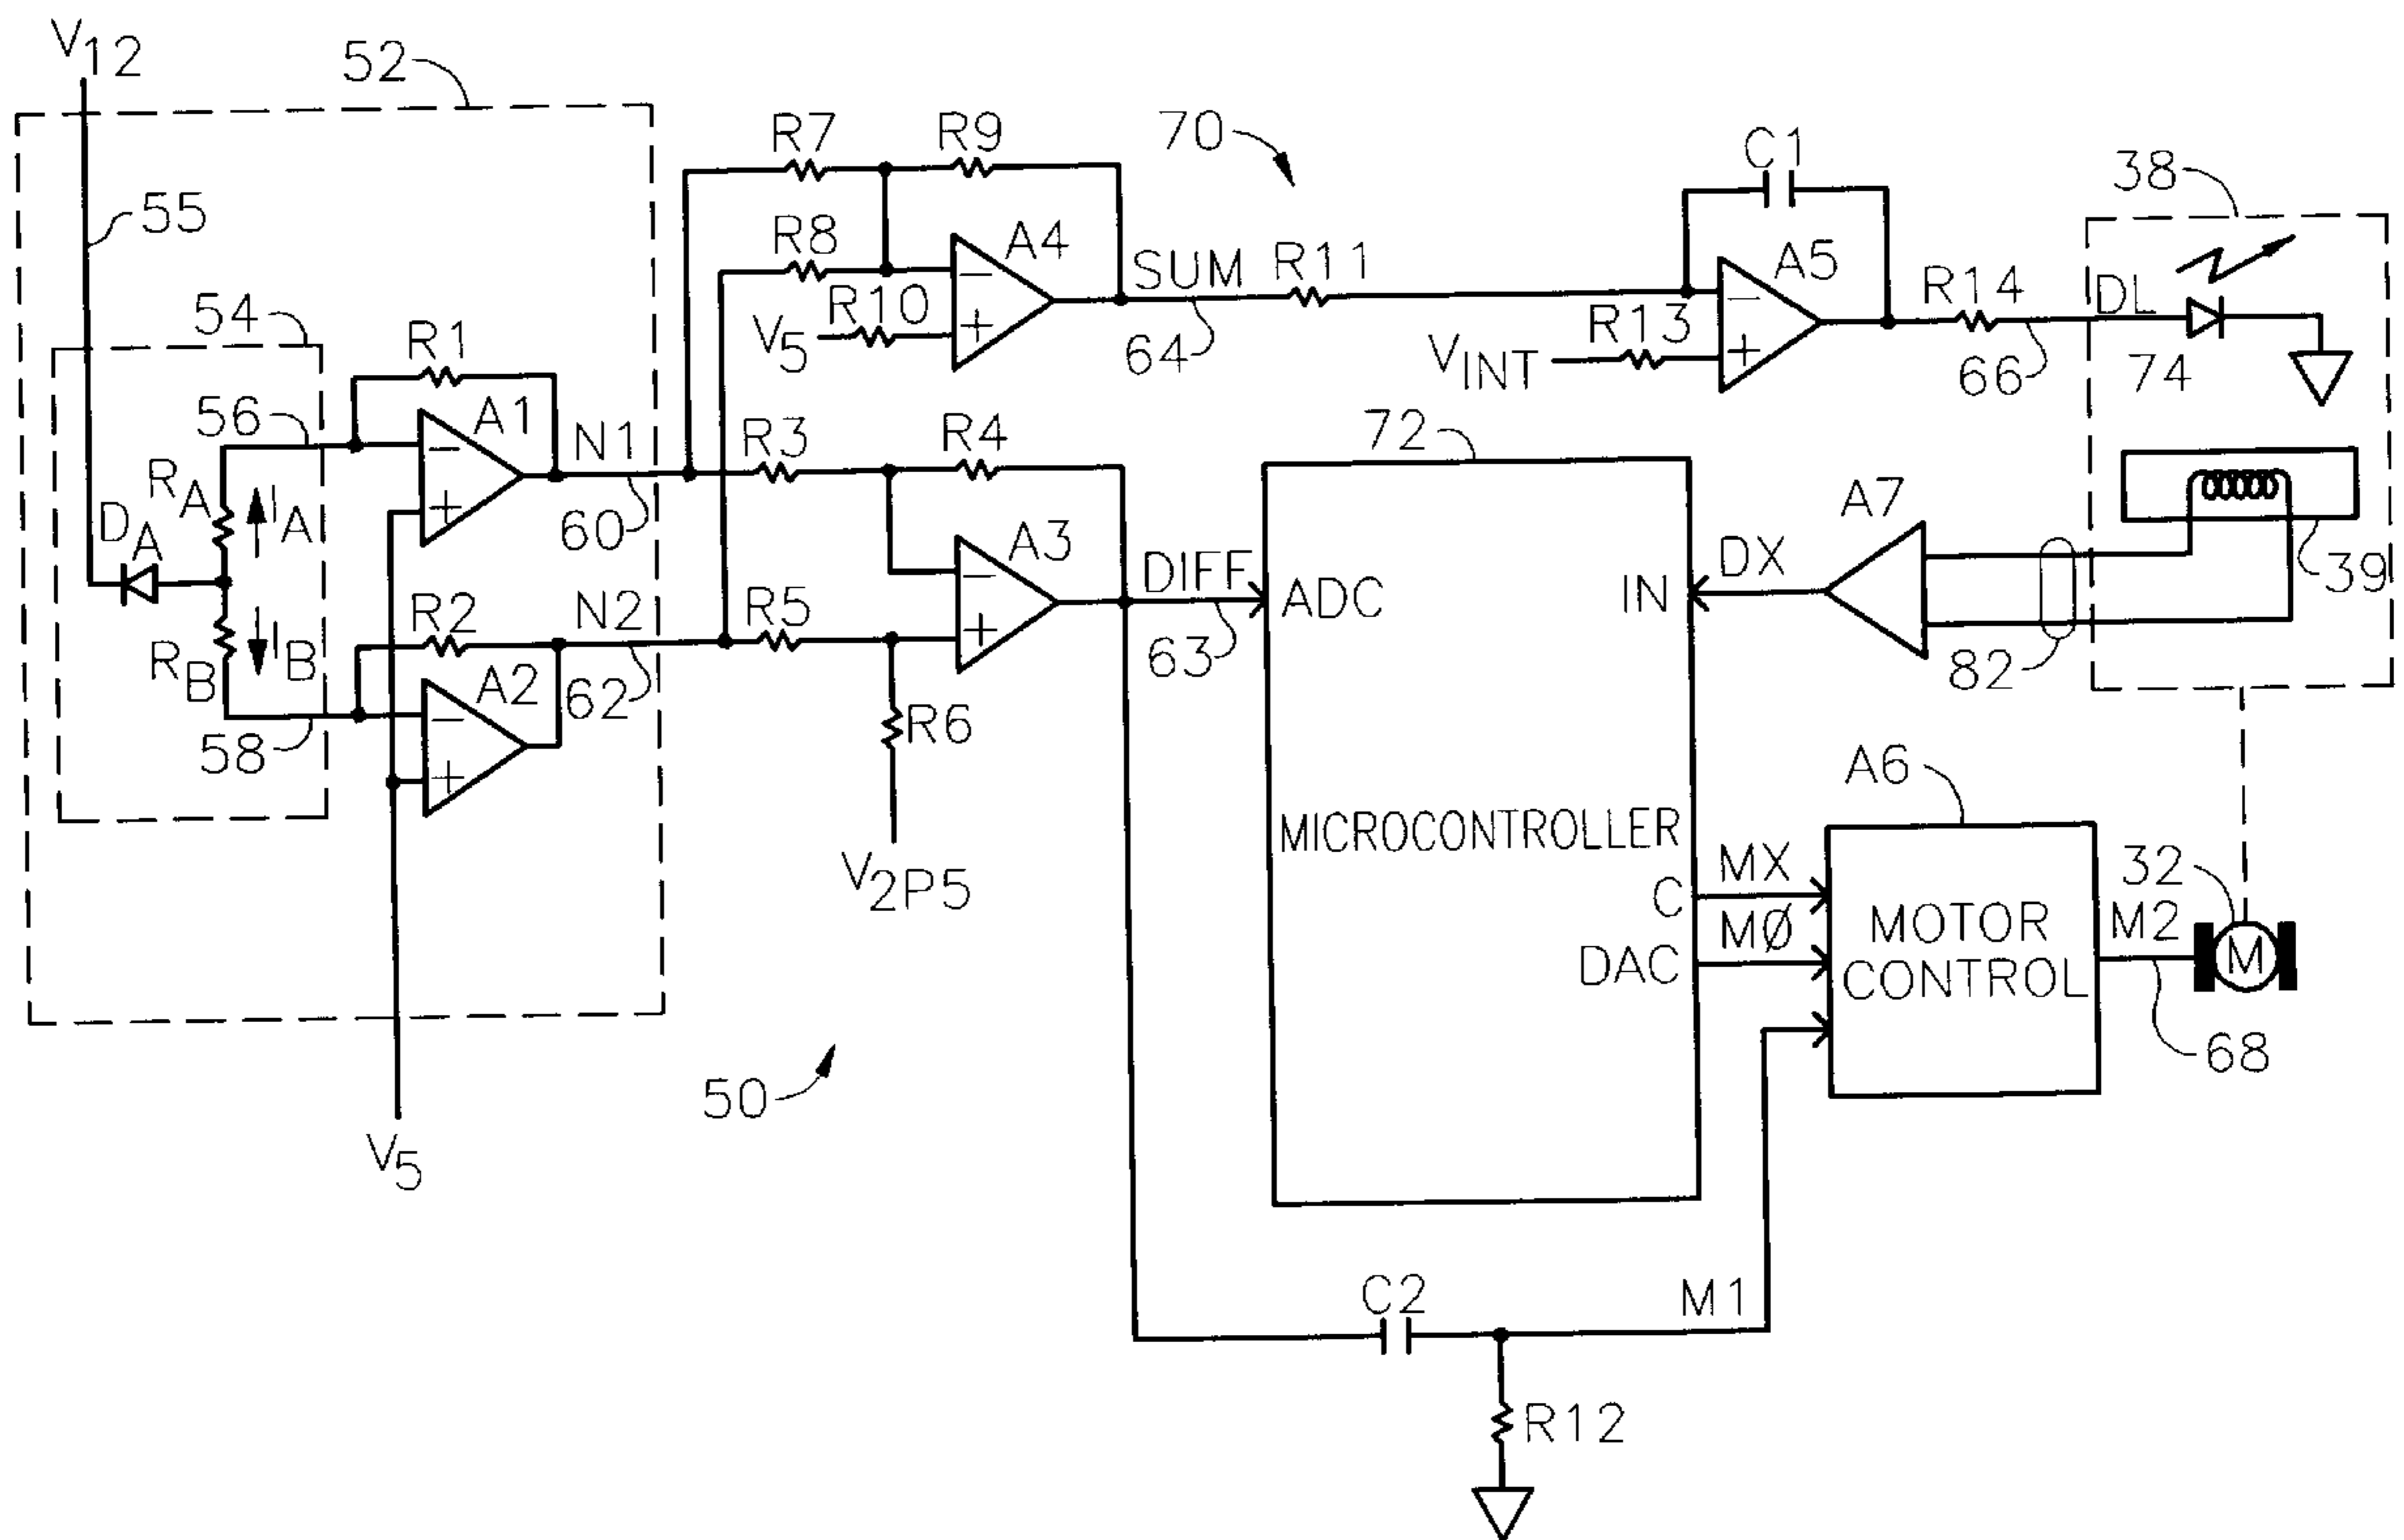 V12
52
R7
R9
70
C1
38
55
R8
A4
SUM
R11
A5
R14
DL
R10
V5
64
R13
VINT
66
74
54
R1
56
A1
N1
R3
R4
72
A7
RA
IA
DA
60
A3
DIFF
ADC
DX
IN
39
R2
N2
R5
RB
IB
A2
62
63
82
58
R6
A6
V2P5
MICROCONTROLLER
MX
C
MØ
DAC
MOTOR
CONTROL
32
M2
M
68
50
V5
C2
M1
R12